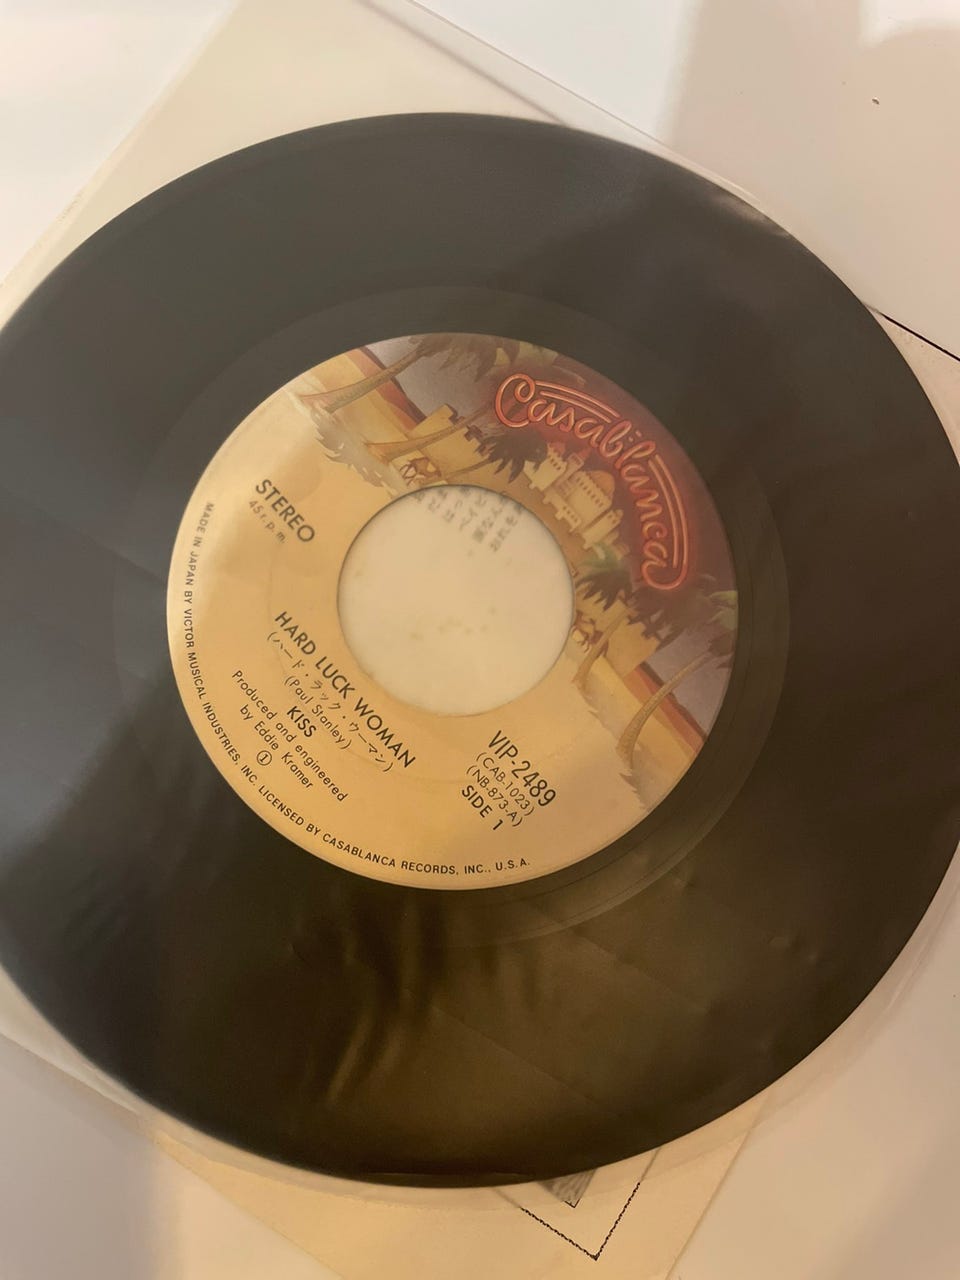 Casablanca
STEREO
45 r.p.m.
VIP-2489
(CAB-1023)
(NB-873-A)
SIDE 1
HARD LUCK WOMAN
(ハード・ラック・ウーマン)
(Paul Stanley)
KISS
Produced and engineered
by Eddie Kramer
①
MADE IN JAPAN BY VICTOR MUSICAL INDUSTRIES, INC. LICENSED BY CASABLANCA RECORDS, INC., U.S.A.